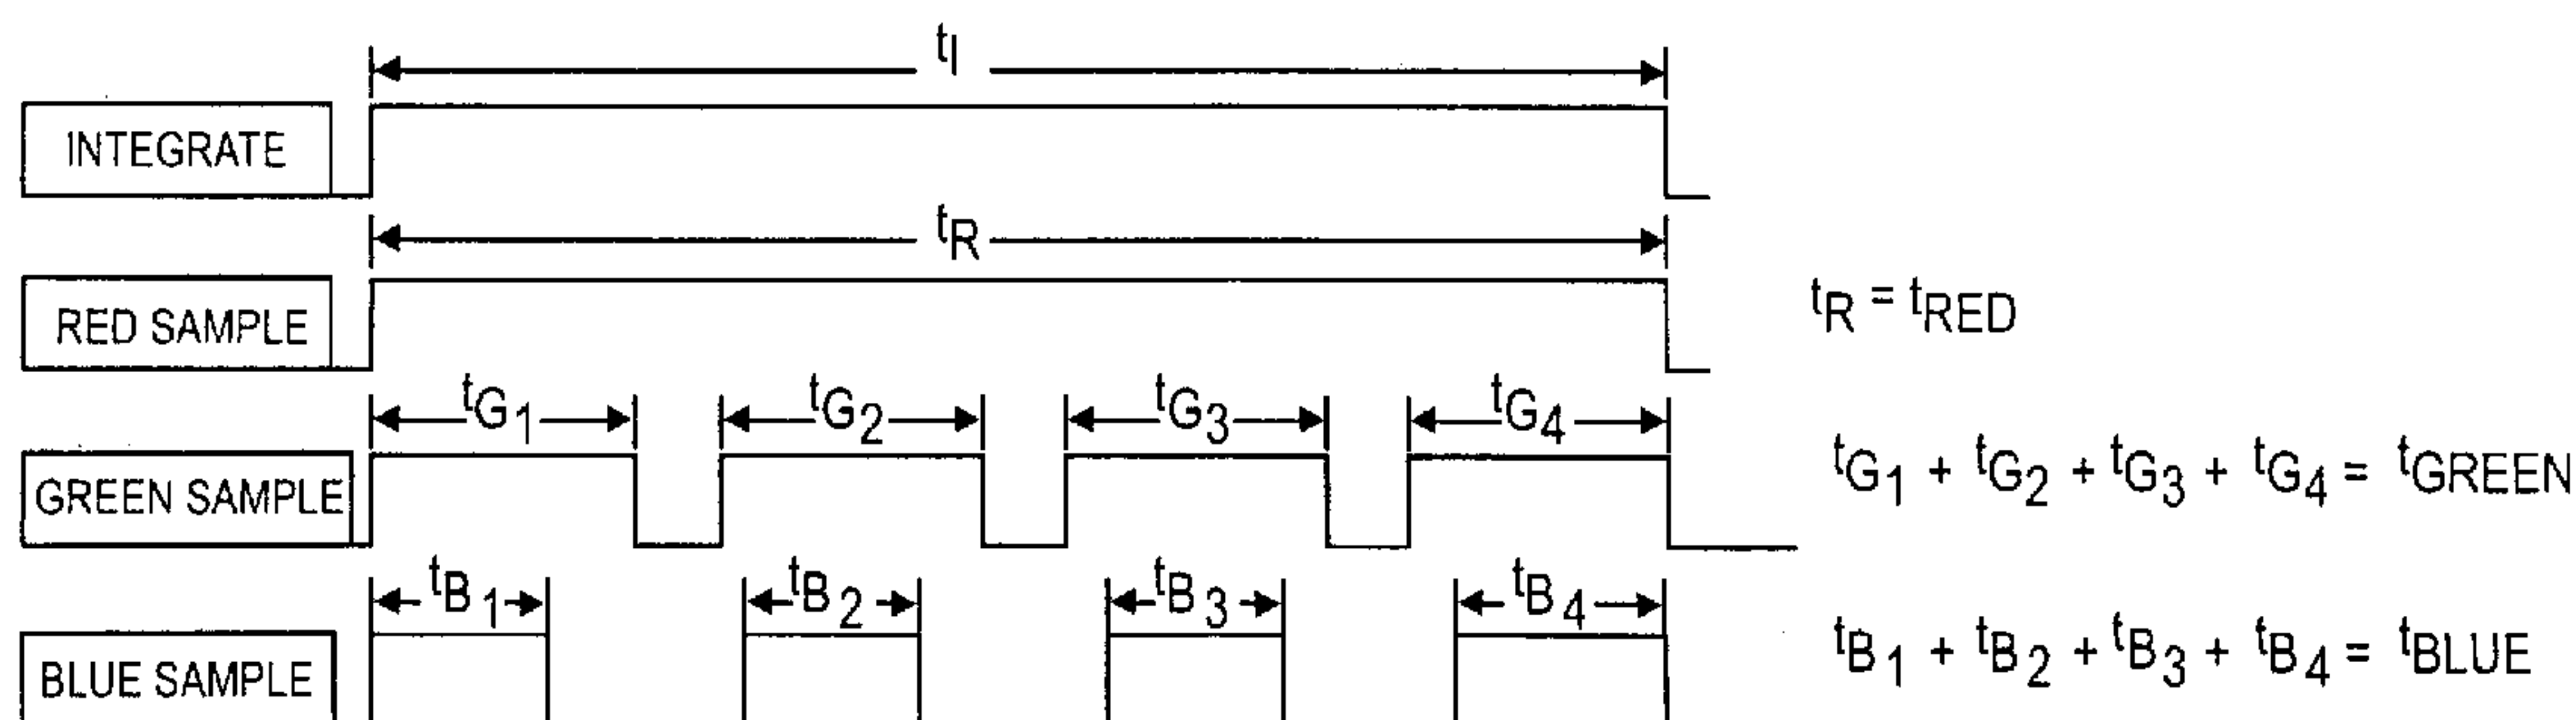 tI
INTEGRATE
tR
RED SAMPLE
tR = tRED
tG1 tG2 tG3 tG4
GREEN SAMPLE
tG1 + tG2 + tG3 + tG4 = tGREEN
tB1 tB2 tB3 tB4
BLUE SAMPLE
tB1 + tB2 + tB3 + tB4 = tBLUE